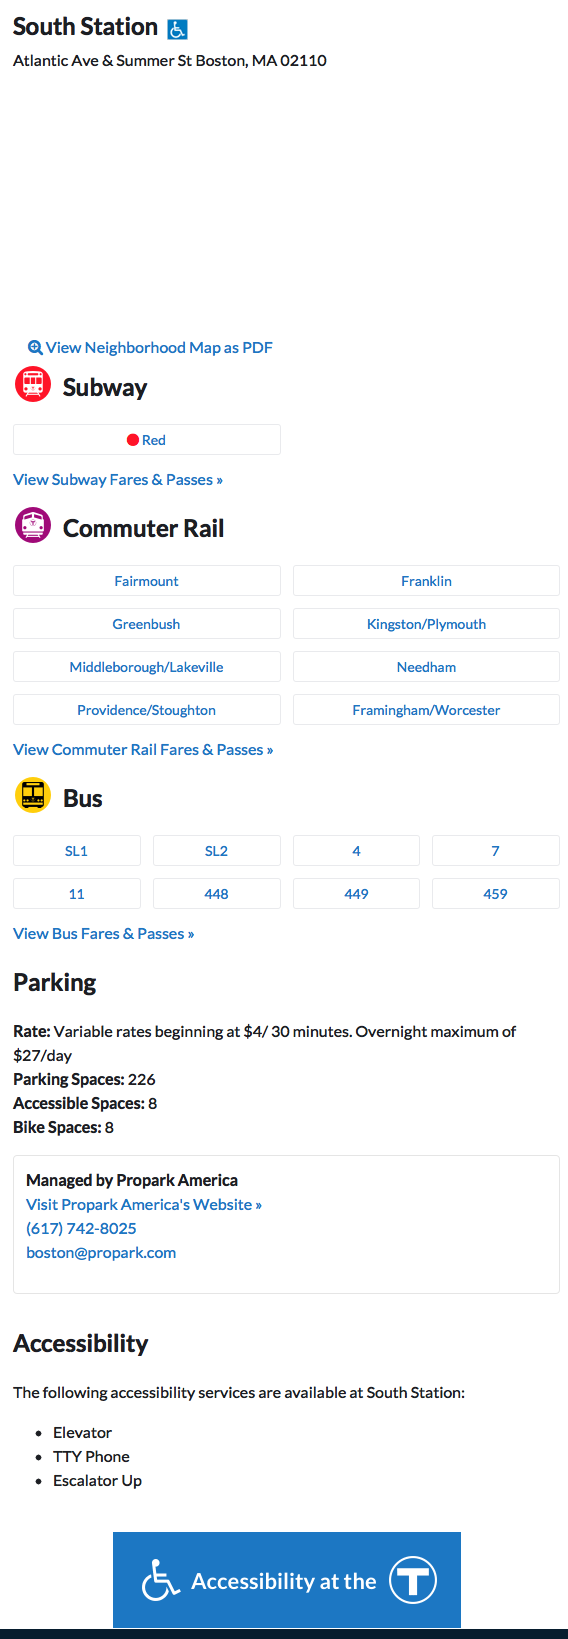 South Station
Atlantic Ave & Summer St Boston, MA 02110
View Neighborhood Map as PDF
Subway
Red
View Subway Fares & Passes »
Commuter Rail
Fairmount
Franklin
Greenbush
Kingston/Plymouth
Middleborough/Lakeville
Needham
Providence/Stoughton
Framingham/Worcester
View Commuter Rail Fares & Passes »
Bus
SL1
SL2
4
7
11
448
449
459
View Bus Fares & Passes »
Parking
Rate: Variable rates beginning at $4/ 30 minutes. Overnight maximum of
$27/day
Parking Spaces: 226
Accessible Spaces: 8
Bike Spaces: 8
Managed by Propark America
Visit Propark America's Website »
(617) 742-8025
boston@propark.com
Accessibility
The following accessibility services are available at South Station:
• Elevator
• TTY Phone
• Escalator Up
Accessibility at the T